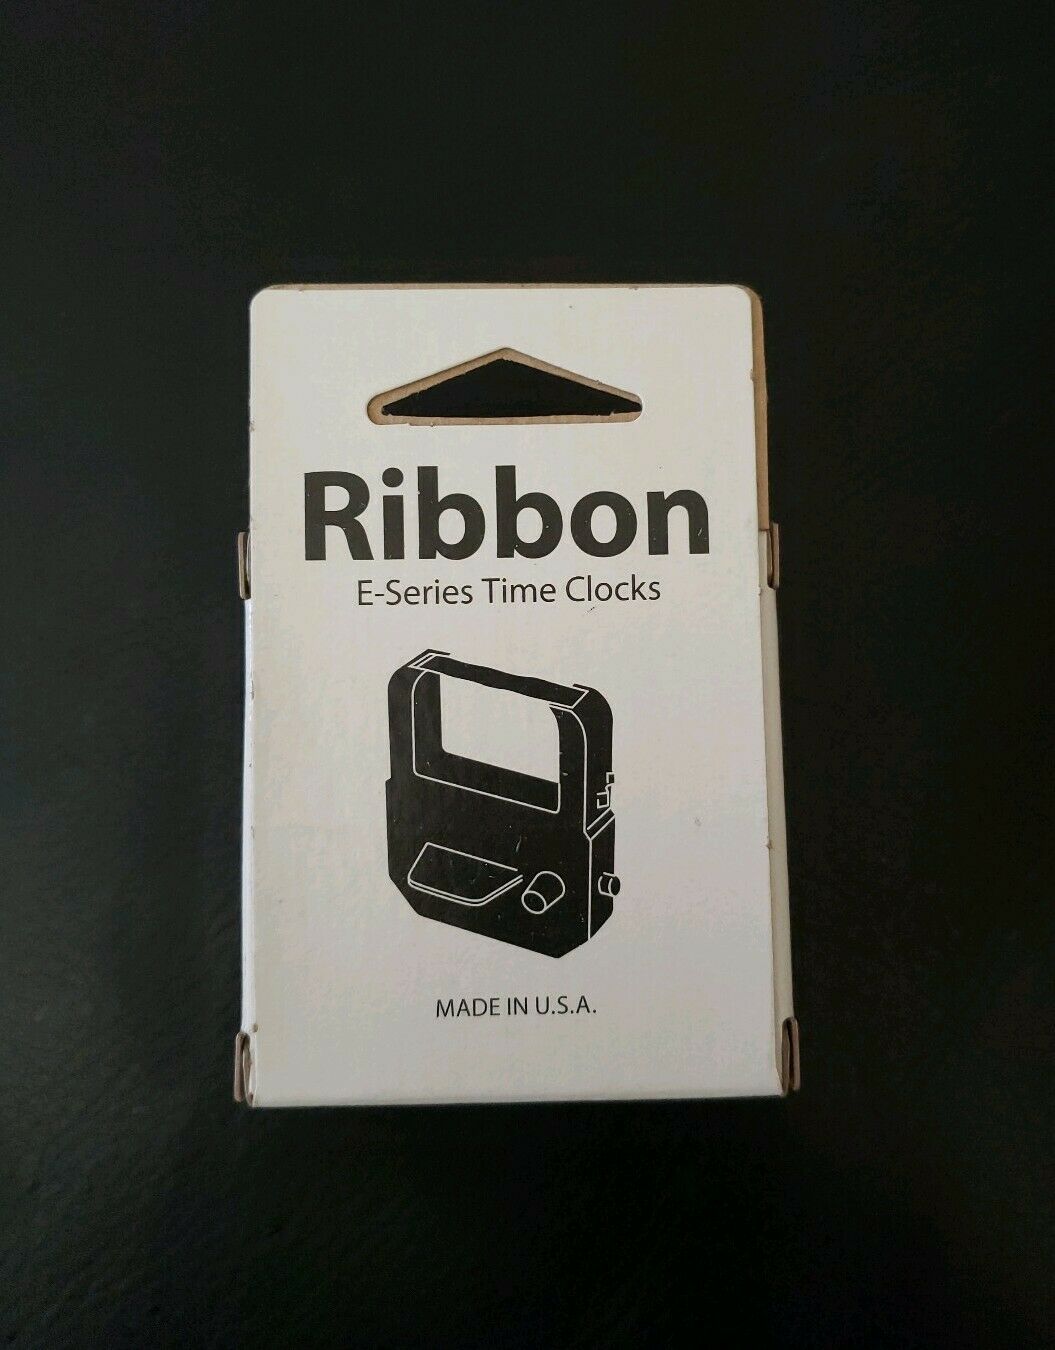 Ribbon
E-Series Time Clocks
MADE IN U.S.A.